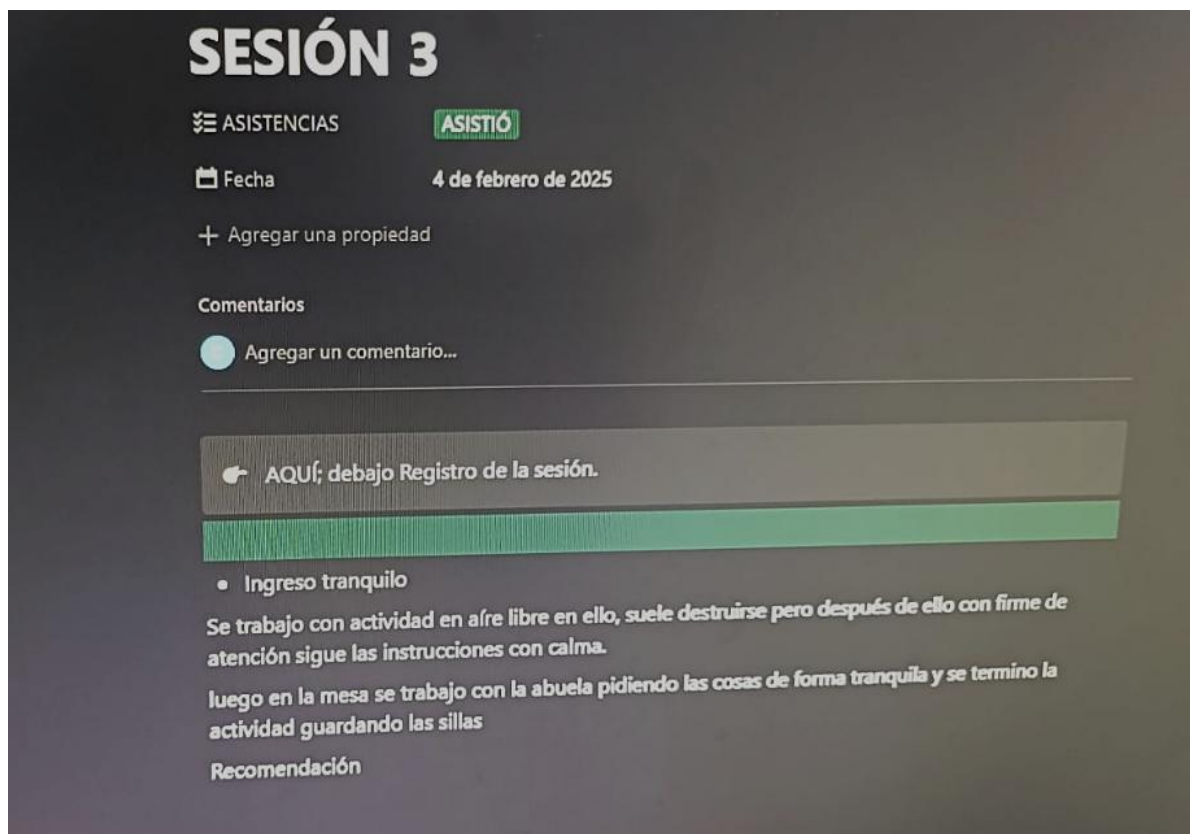 SESIÓN 3
ASISTENCIAS ASISTIÓ
Fecha 4 de febrero de 2025
+ Agregar una propiedad
Comentarios
Agregar un comentario...
AQUÍ; debajo Registro de la sesión.
• Ingreso tranquilo
Se trabajo con actividad en aíre libre en ello, suele destruirse pero después de ello con firme de
atención sigue las instrucciones con calma.
luego en la mesa se trabajo con la abuela pidiendo las cosas de forma tranquila y se termino la
actividad guardando las sillas
Recomendación